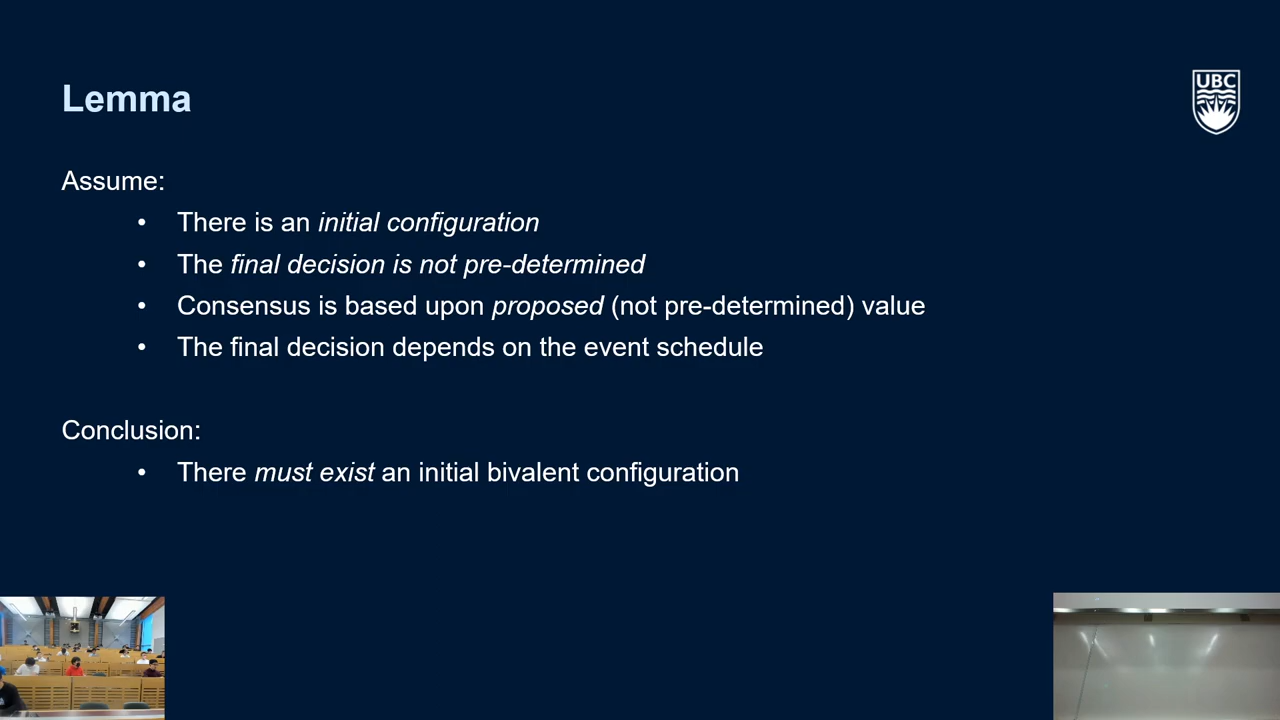 Lemma
UBC
Assume:
• There is an initial configuration
• The final decision is not pre-determined
• Consensus is based upon proposed (not pre-determined) value
• The final decision depends on the event schedule
Conclusion:
• There must exist an initial bivalent configuration